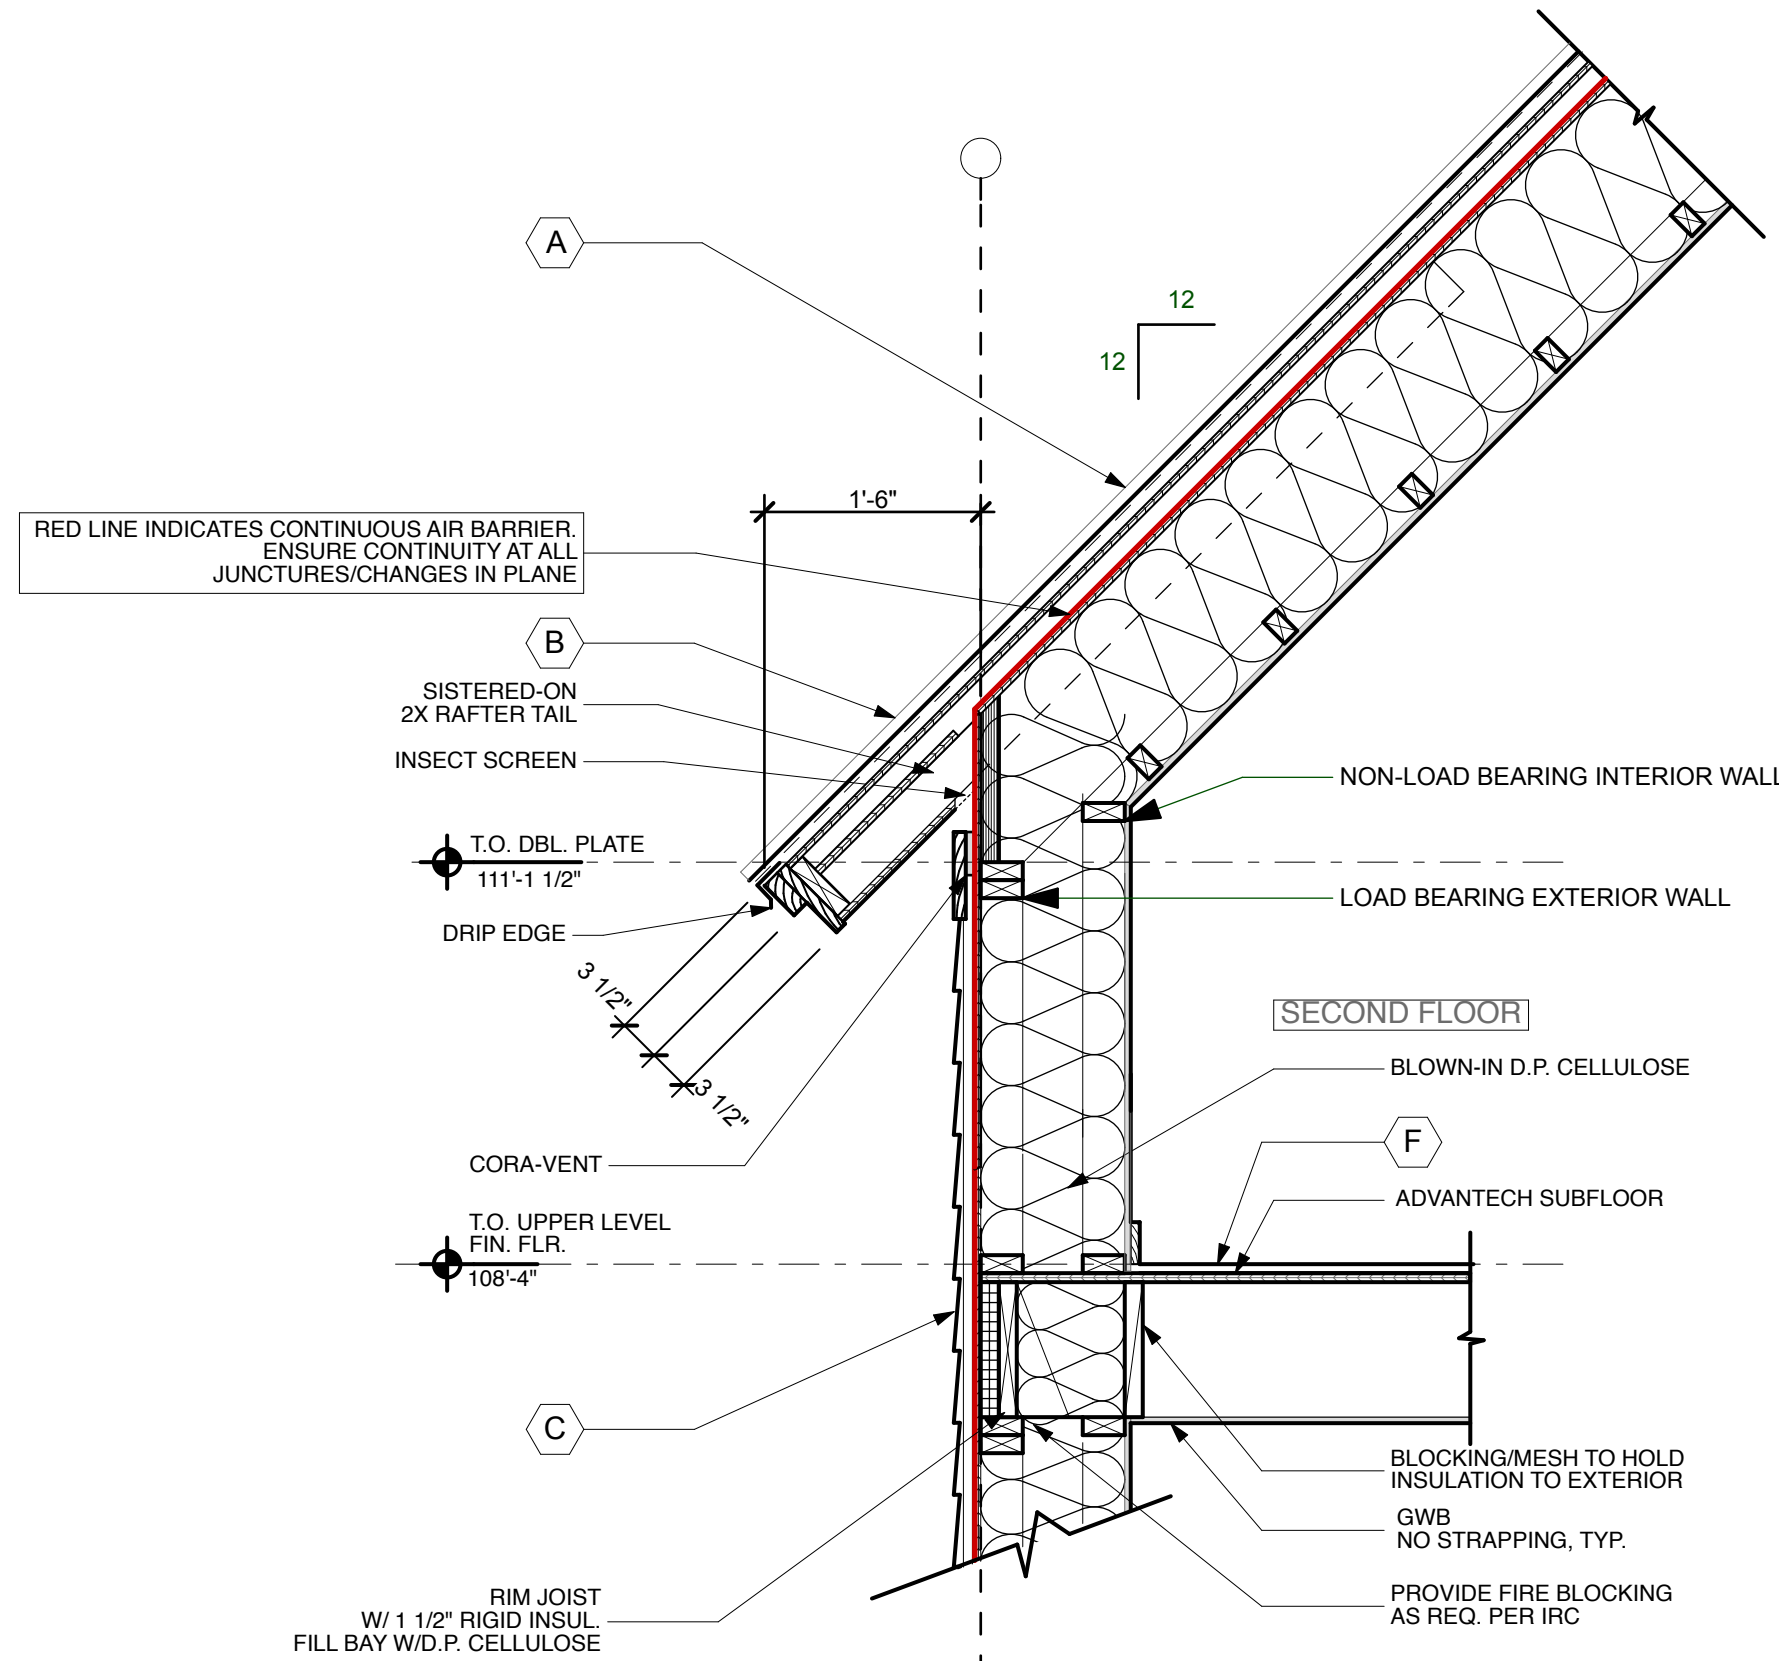 A
12
12
1'-6"
RED LINE INDICATES CONTINUOUS AIR BARRIER.
ENSURE CONTINUITY AT ALL
JUNCTURES/CHANGES IN PLANE
B
SISTERED-ON
2X RAFTER TAIL
INSECT SCREEN
NON-LOAD BEARING INTERIOR WALL
T.O. DBL. PLATE
111'-1 1/2"
LOAD BEARING EXTERIOR WALL
DRIP EDGE
3 1/2"
3 1/2"
SECOND FLOOR
BLOWN-IN D.P. CELLULOSE
F
CORA-VENT
ADVANTECH SUBFLOOR
T.O. UPPER LEVEL
FIN. FLR.
108'-4"
C
BLOCKING/MESH TO HOLD
INSULATION TO EXTERIOR
GWB
NO STRAPPING, TYP.
RIM JOIST
W/ 1 1/2" RIGID INSUL.
FILL BAY W/D.P. CELLULOSE
PROVIDE FIRE BLOCKING
AS REQ. PER IRC